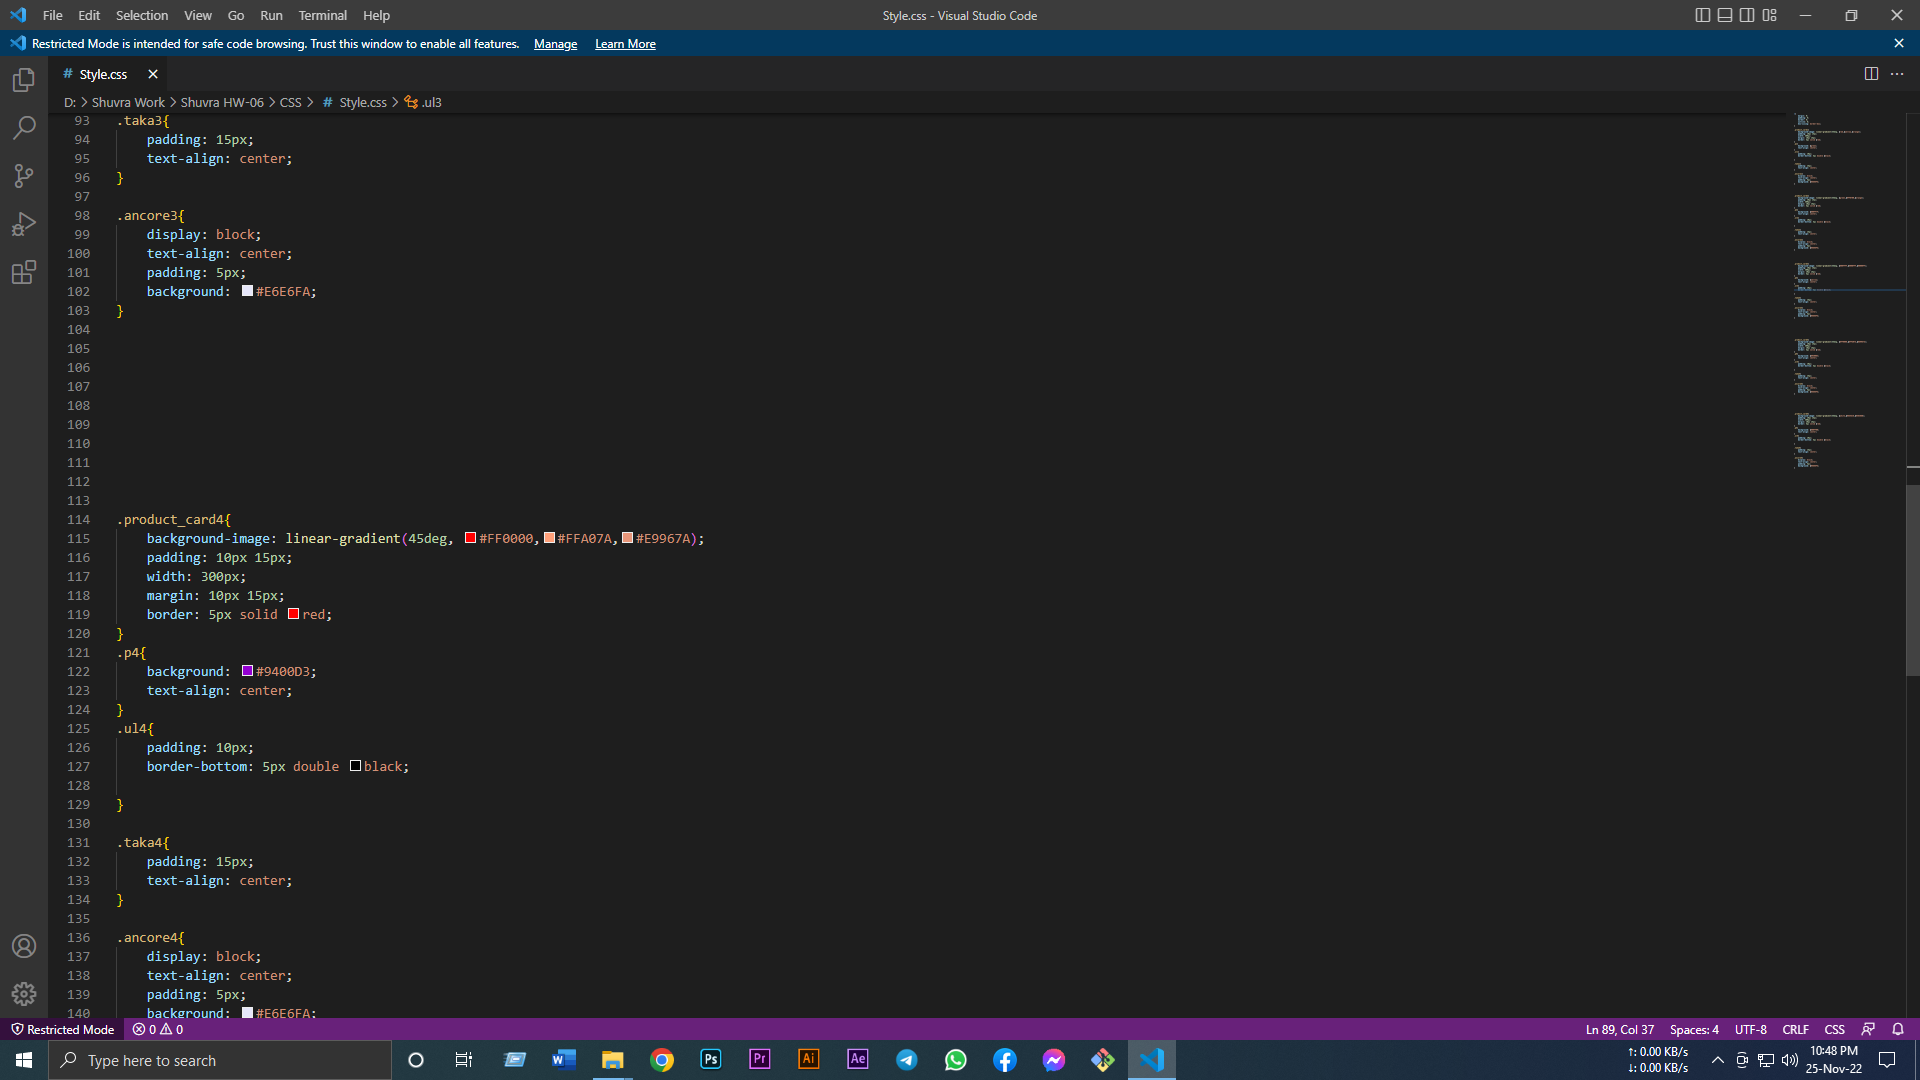 File Edit Selection View Go Run Terminal Help
Style.css - Visual Studio Code
Restricted Mode is intended for safe code browsing. Trust this window to enable all features. Manage Learn More
# Style.css
D: > Shuvra Work > Shuvra HW-06 > CSS > # Style.css > .ul3
93 .taka3{
94 padding: 15px;
95 text-align: center;
96 }
97
98 .ancore3{
99 display: block;
100 text-align: center;
101 padding: 5px;
102 background: #E6E6FA;
103 }
104
105
106
107
108
109
110
111
112
113
114 .product_card4{
115 background-image: linear-gradient(45deg, #FF0000,#FFA07A,#E9967A);
116 padding: 10px 15px;
117 width: 300px;
118 margin: 10px 15px;
119 border: 5px solid red;
120 }
121 .p4{
122 background: #9400D3;
123 text-align: center;
124 }
125 .ul4{
126 padding: 10px;
127 border-bottom: 5px double black;
128
129 }
130
131 .taka4{
132 padding: 15px;
133 text-align: center;
134 }
135
136 .ancore4{
137 display: block;
138 text-align: center;
139 padding: 5px;
140 background: #E6E6FA;
Restricted Mode 0 0
Ln 89, Col 37 Spaces: 4 UTF-8 CRLF CSS
Type here to search
Ps Pr Ai Ae
↑: 0.00 KB/s
↓: 0.00 KB/s
10:48 PM
25-Nov-22